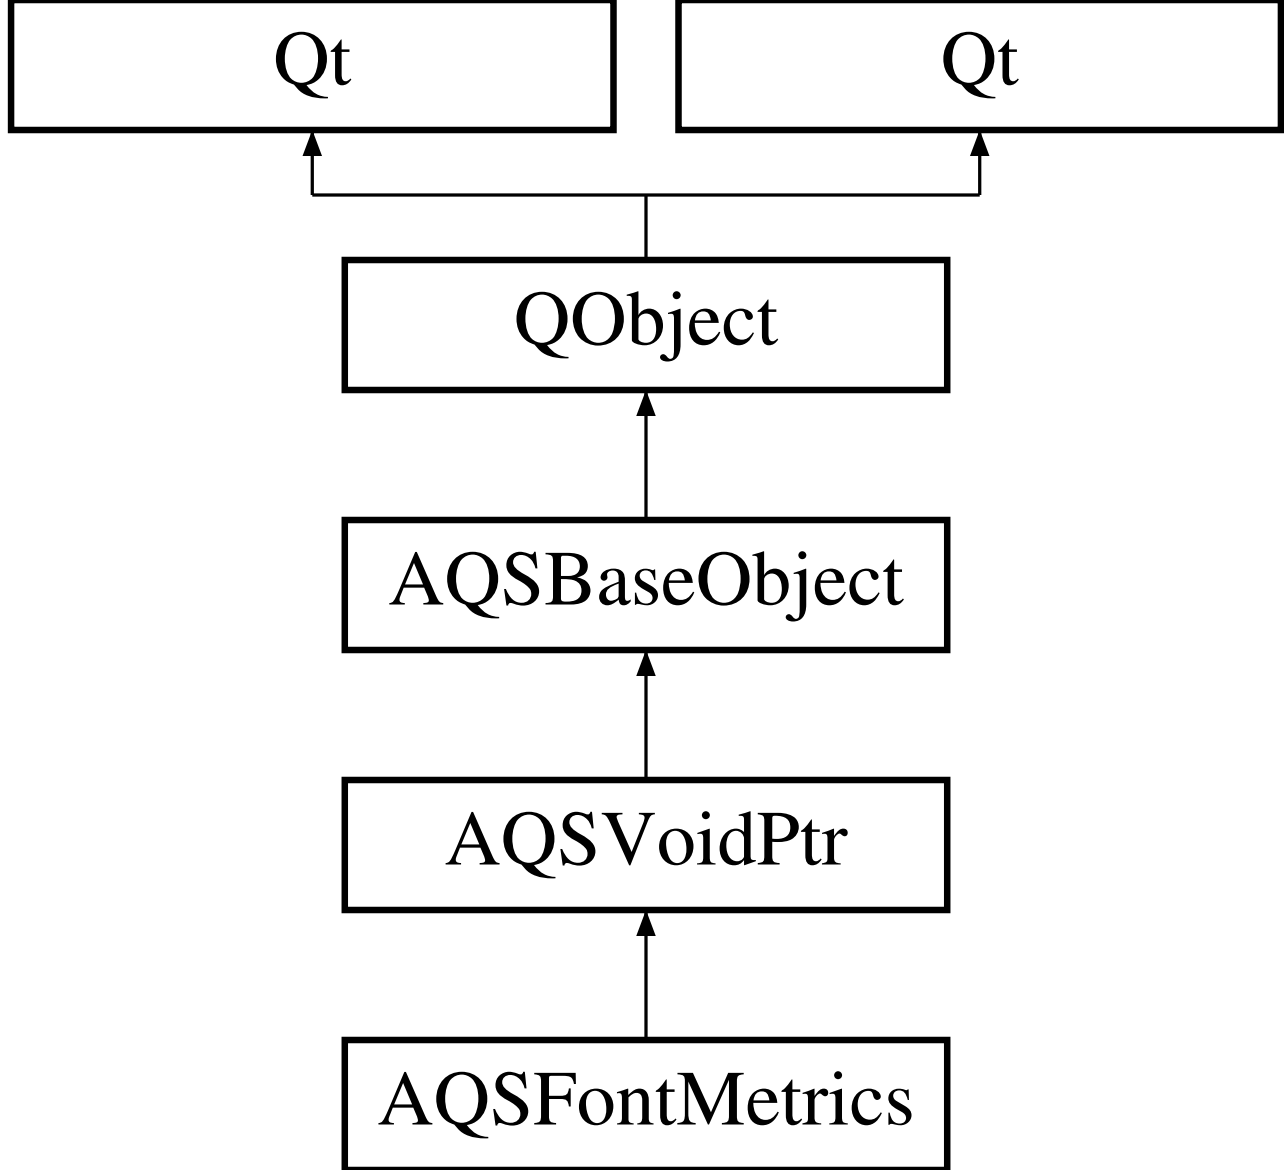 Qt
Qt
QObject
AQSBaseObject
AQSVoidPtr
AQSFontMetrics